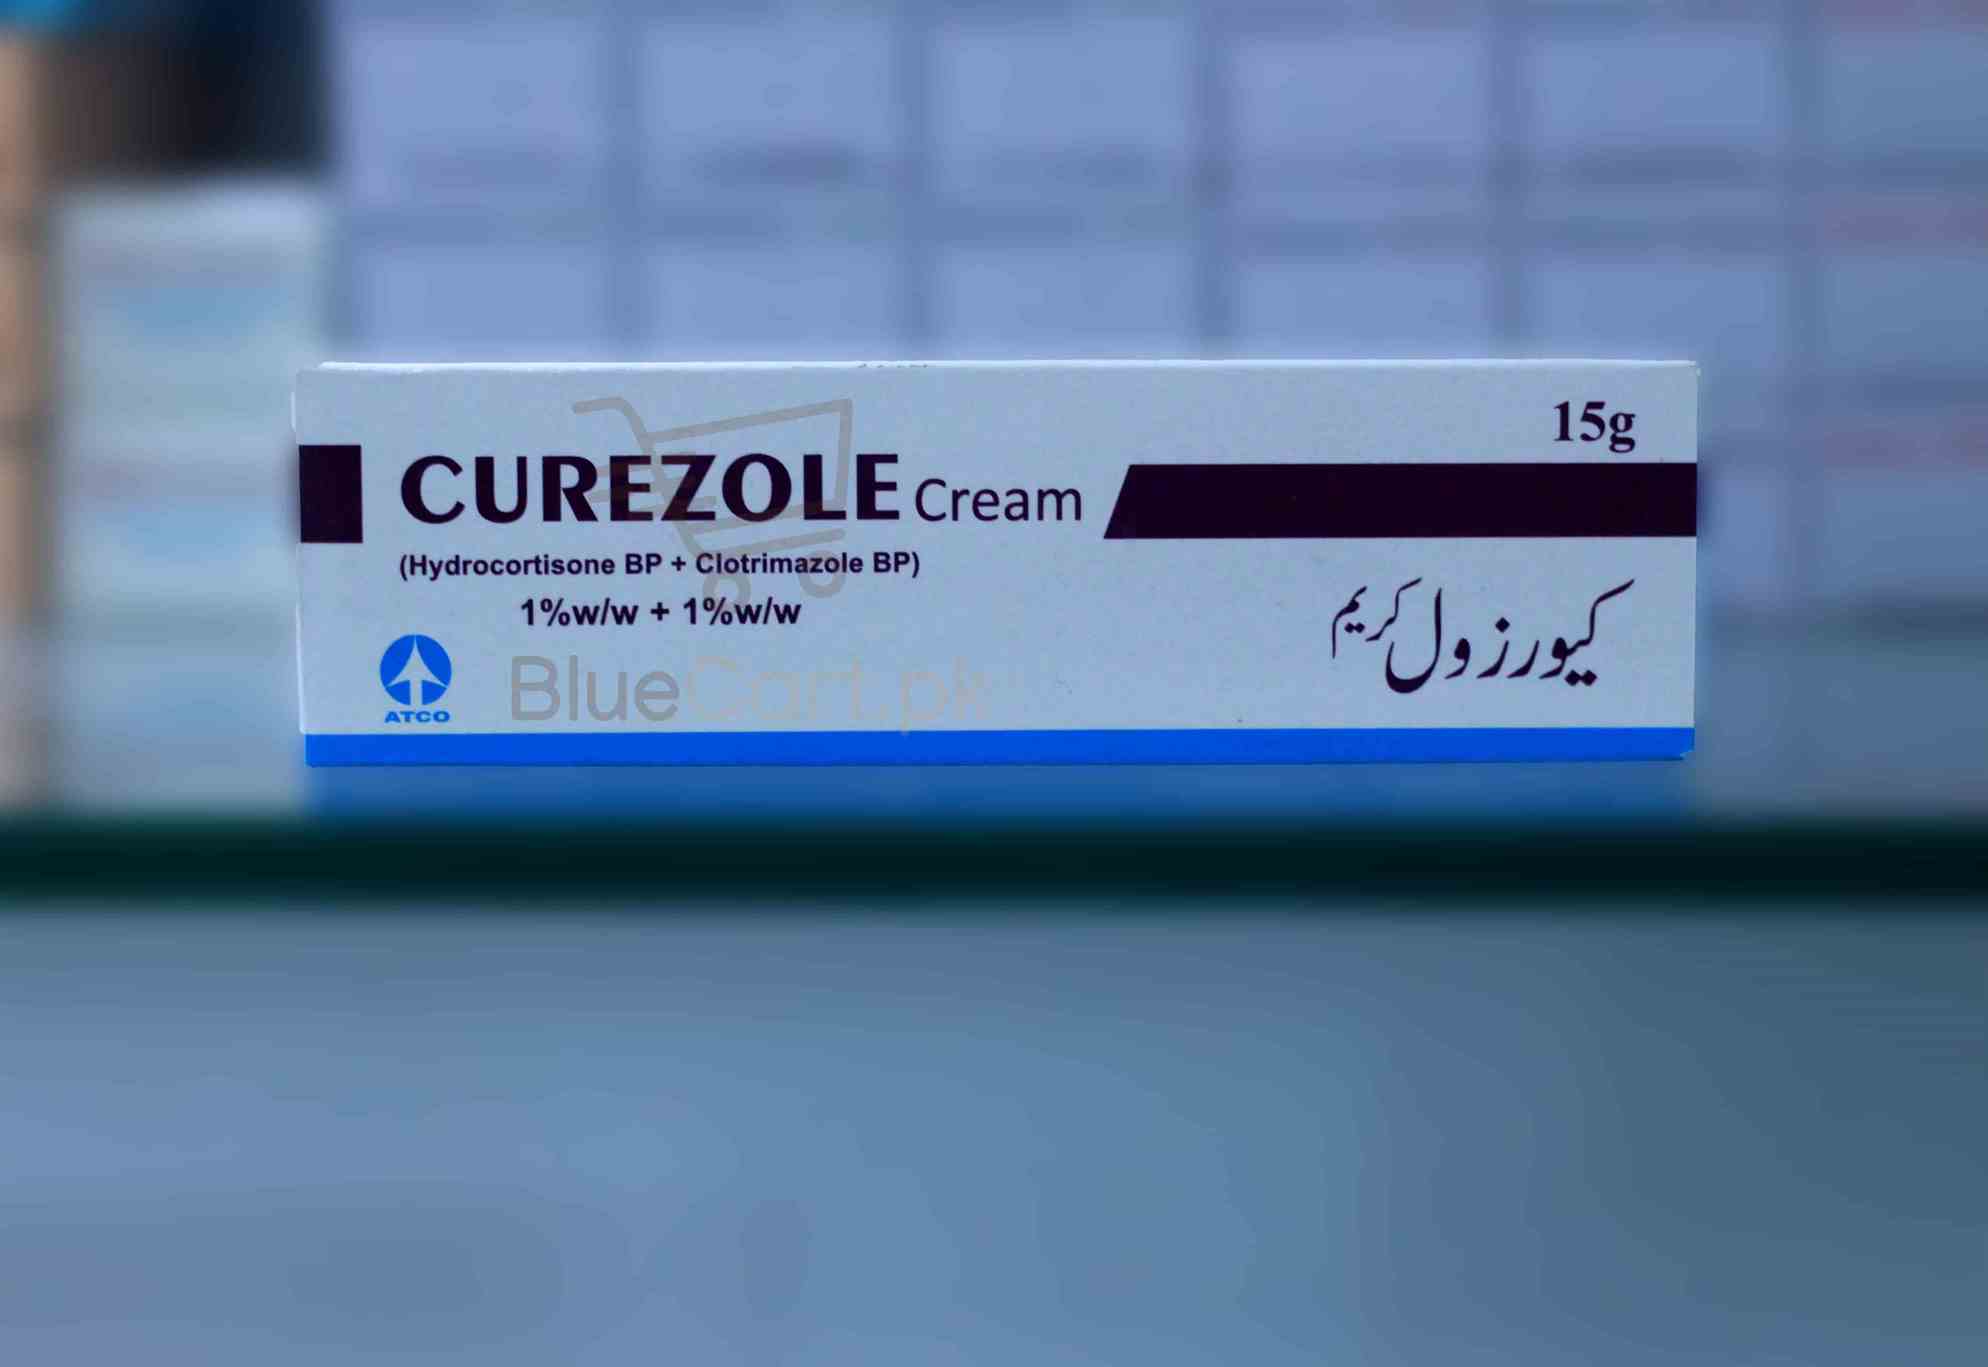 15g
CUREZOLE Cream
(Hydrocortisone BP + Clotrimazole BP)
1%w/w + 1%w/w
کیورزول کریم
ATCO
BlueCart.pk